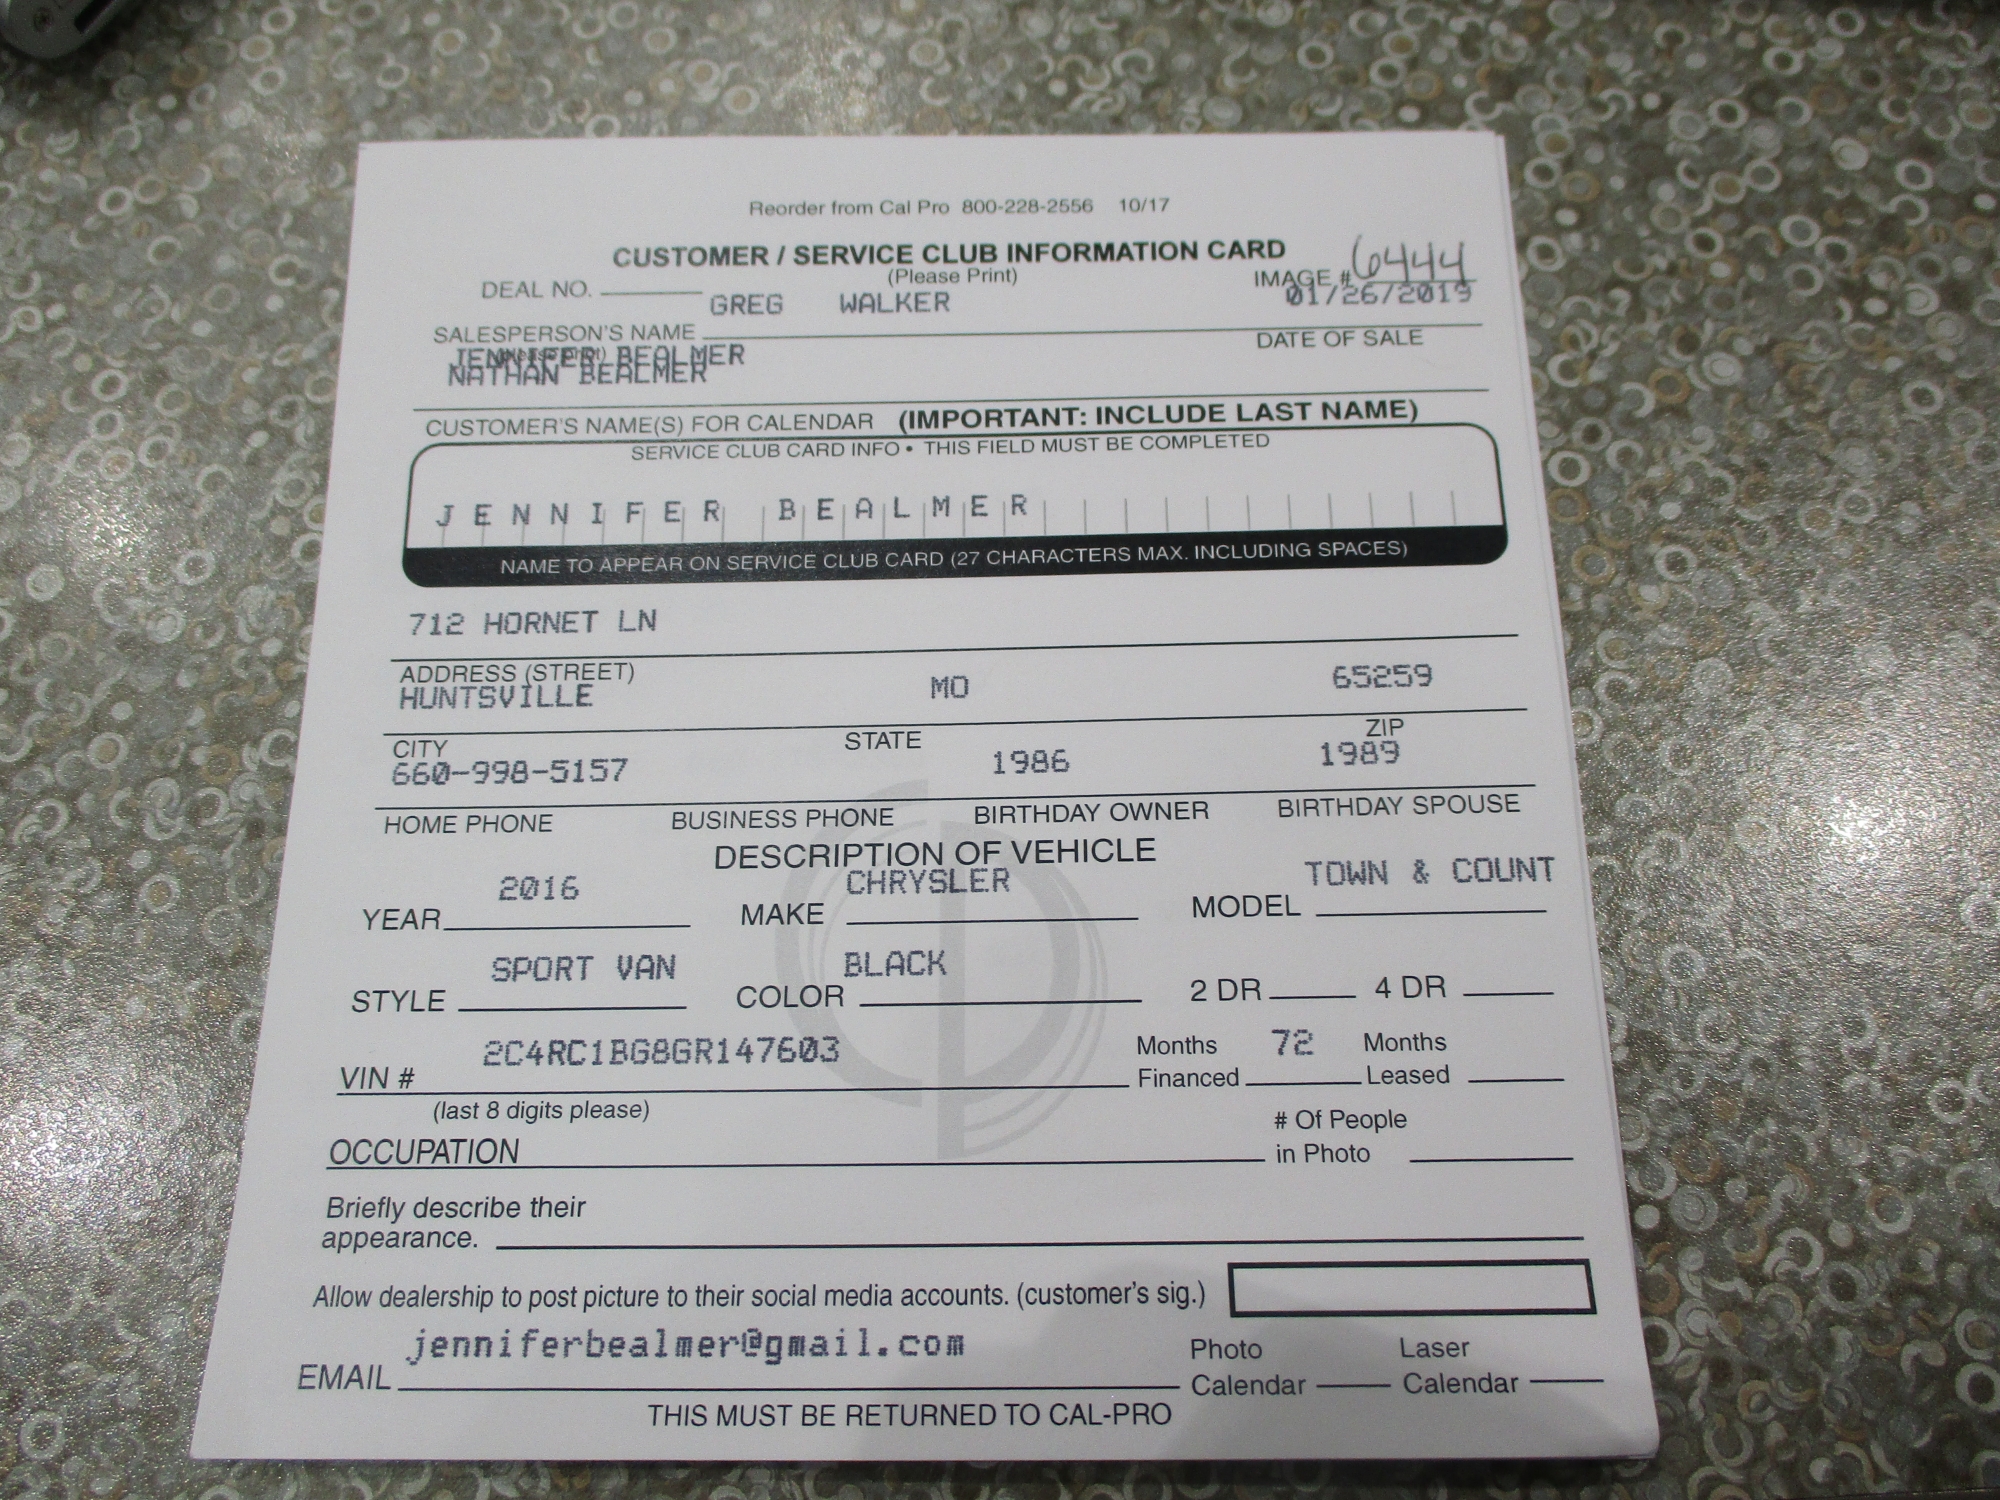 Reorder from Cal Pro 800-228-2556 10/17
CUSTOMER / SERVICE CLUB INFORMATION CARD
(Please Print)
IMAGE # 6444
DEAL NO.
GREG WALKER 01/26/2019
SALESPERSON'S NAME DATE OF SALE
(please print)
JENNIFER BEALMER
NATHAN BEALMER
CUSTOMER'S NAME(S) FOR CALENDAR (IMPORTANT: INCLUDE LAST NAME)
SERVICE CLUB CARD INFO • THIS FIELD MUST BE COMPLETED
JENNIFER BEALMER
NAME TO APPEAR ON SERVICE CLUB CARD (27 CHARACTERS MAX. INCLUDING SPACES)
712 HORNET LN
ADDRESS (STREET)
HUNTSVILLE MO 65259
CITY STATE ZIP
660-998-5157 1986 1989
HOME PHONE BUSINESS PHONE BIRTHDAY OWNER BIRTHDAY SPOUSE
DESCRIPTION OF VEHICLE
2016 CHRYSLER TOWN & COUNT
YEAR MAKE MODEL
SPORT VAN BLACK
STYLE COLOR 2 DR 4 DR
2C4RC1BG8GR147603 Months 72 Months
VIN # Financed Leased
(last 8 digits please) # Of People
OCCUPATION in Photo
Briefly describe their
appearance.
Allow dealership to post picture to their social media accounts. (customer's sig.)
jenniferbealmer@gmail.com Photo Laser
EMAIL Calendar Calendar
THIS MUST BE RETURNED TO CAL-PRO